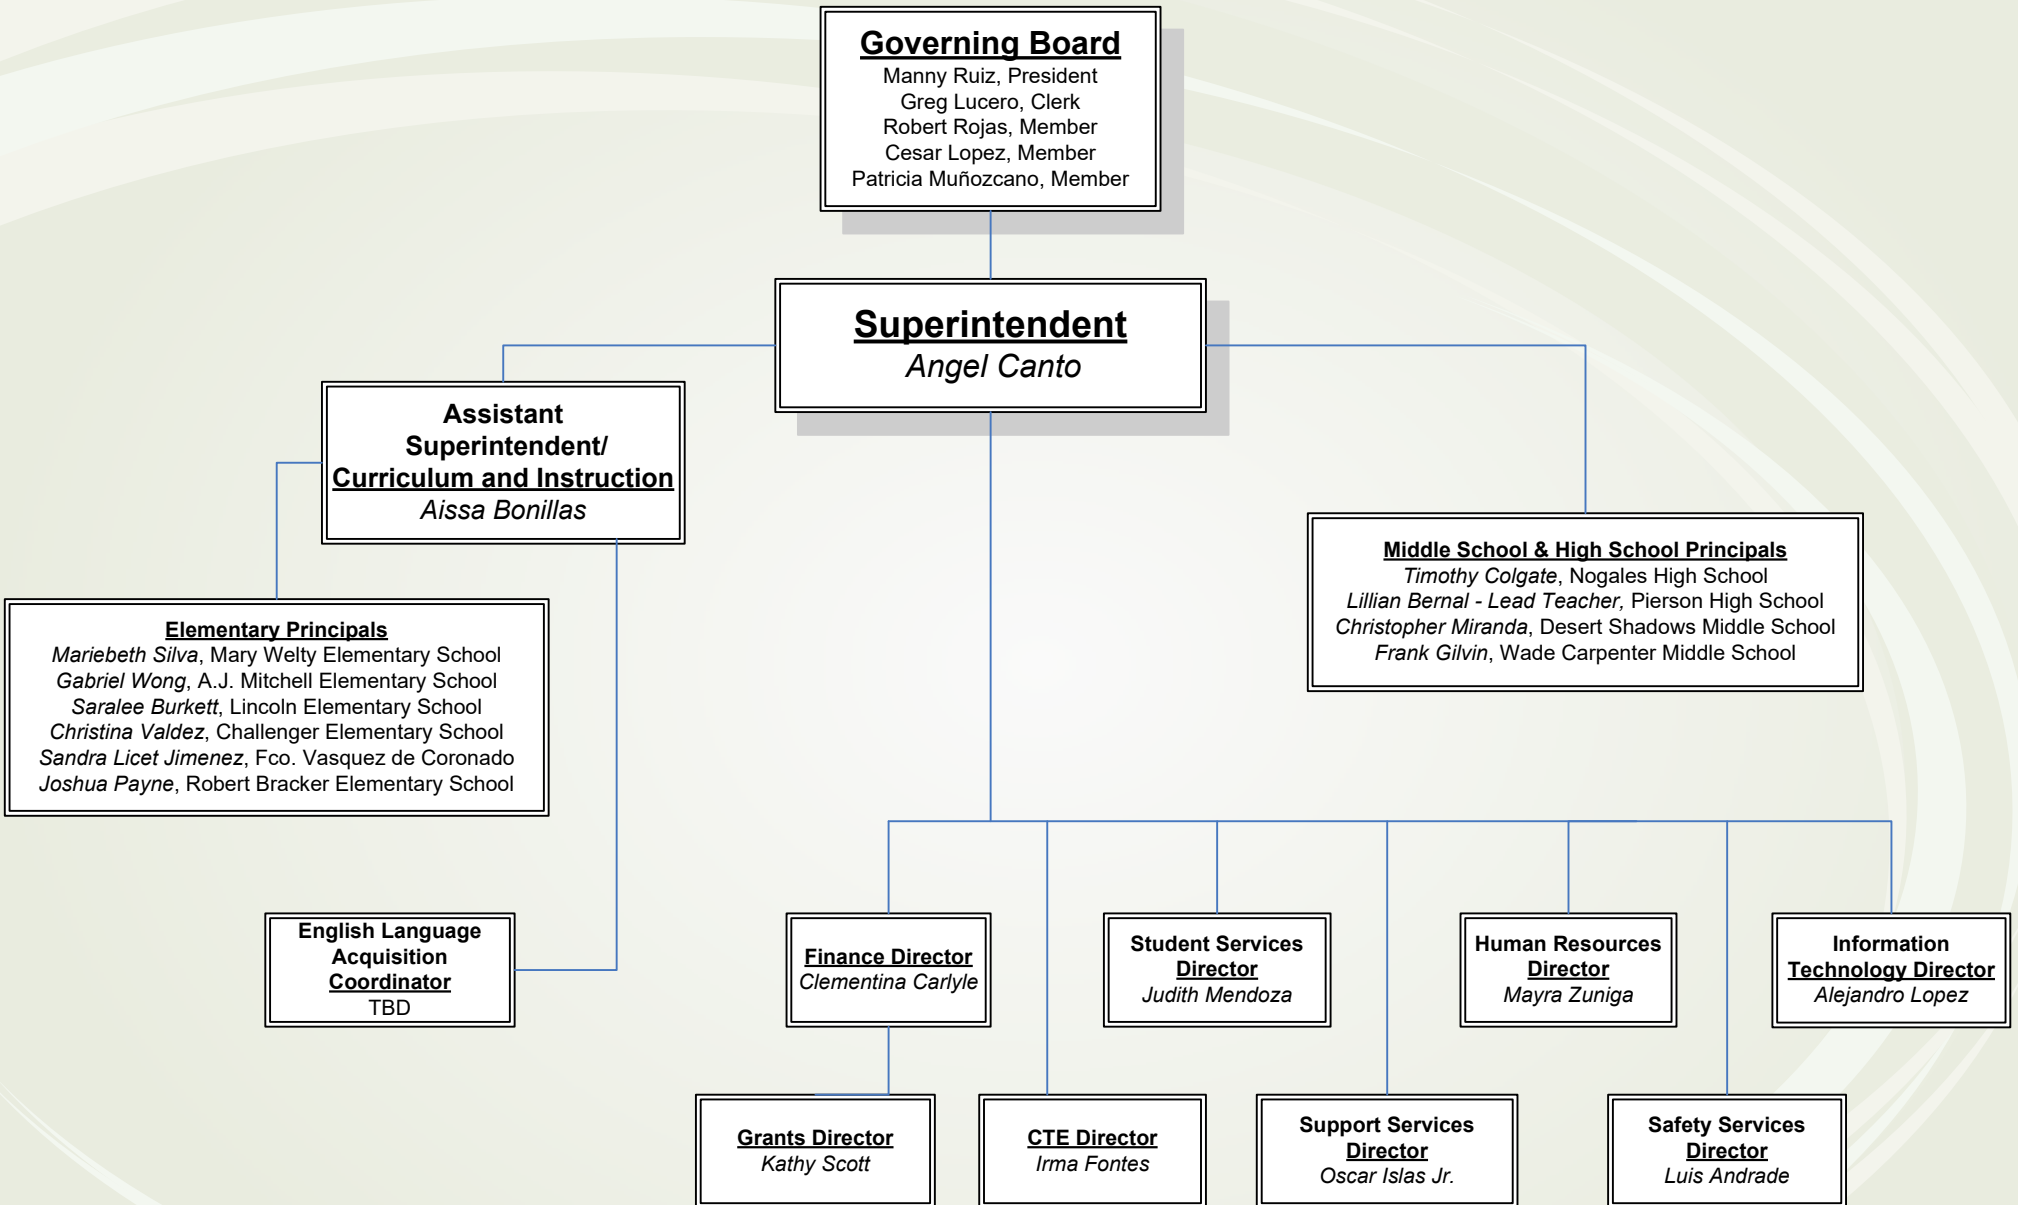 Governing Board
Manny Ruiz, President
Greg Lucero, Clerk
Robert Rojas, Member
Cesar Lopez, Member
Patricia Muñozcano, Member
Superintendent
Angel Canto
Assistant
Superintendent/
Curriculum and Instruction
Aissa Bonillas
Middle School & High School Principals
Timothy Colgate, Nogales High School
Lillian Bernal - Lead Teacher, Pierson High School
Christopher Miranda, Desert Shadows Middle School
Frank Gilvin, Wade Carpenter Middle School
Elementary Principals
Mariebeth Silva, Mary Welty Elementary School
Gabriel Wong, A.J. Mitchell Elementary School
Saralee Burkett, Lincoln Elementary School
Christina Valdez, Challenger Elementary School
Sandra Licet Jimenez, Fco. Vasquez de Coronado
Joshua Payne, Robert Bracker Elementary School
English Language
Acquisition
Coordinator
TBD
Finance Director
Clementina Carlyle
Student Services
Director
Judith Mendoza
Human Resources
Director
Mayra Zuniga
Information
Technology Director
Alejandro Lopez
Grants Director
Kathy Scott
CTE Director
Irma Fontes
Support Services
Director
Oscar Islas Jr.
Safety Services
Director
Luis Andrade